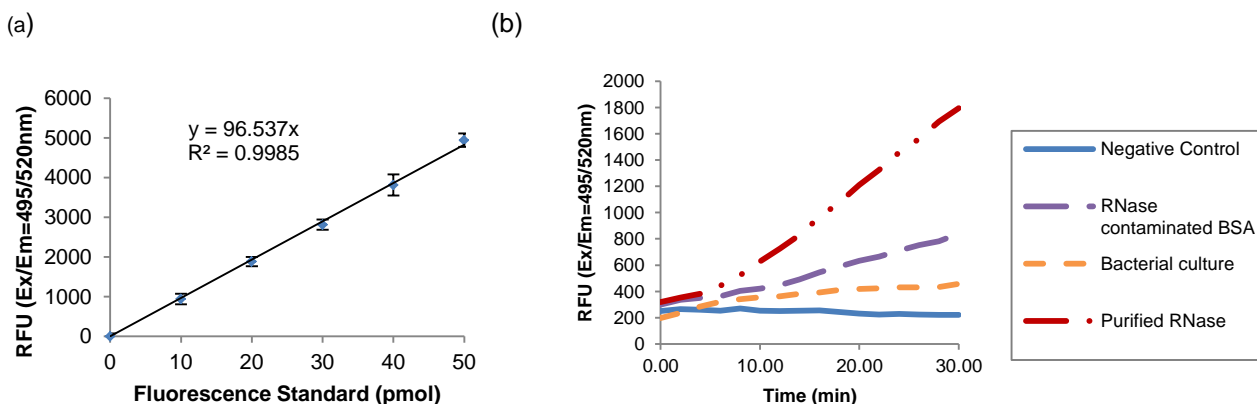 (a)
RFU (Ex/Em=495/520nm)
6000
5000
4000
3000
2000
1000
0
y = 96.537x
R² = 0.9985
0 10 20 30 40 50
Fluorescence Standard (pmol)
(b)
RFU (Ex/Em=495/520nm)
2000
1800
1600
1400
1200
1000
800
600
400
200
0
0.00 10.00 20.00 30.00
Time (min)
Negative Control
RNase
contaminated BSA
Bacterial culture
Purified RNase